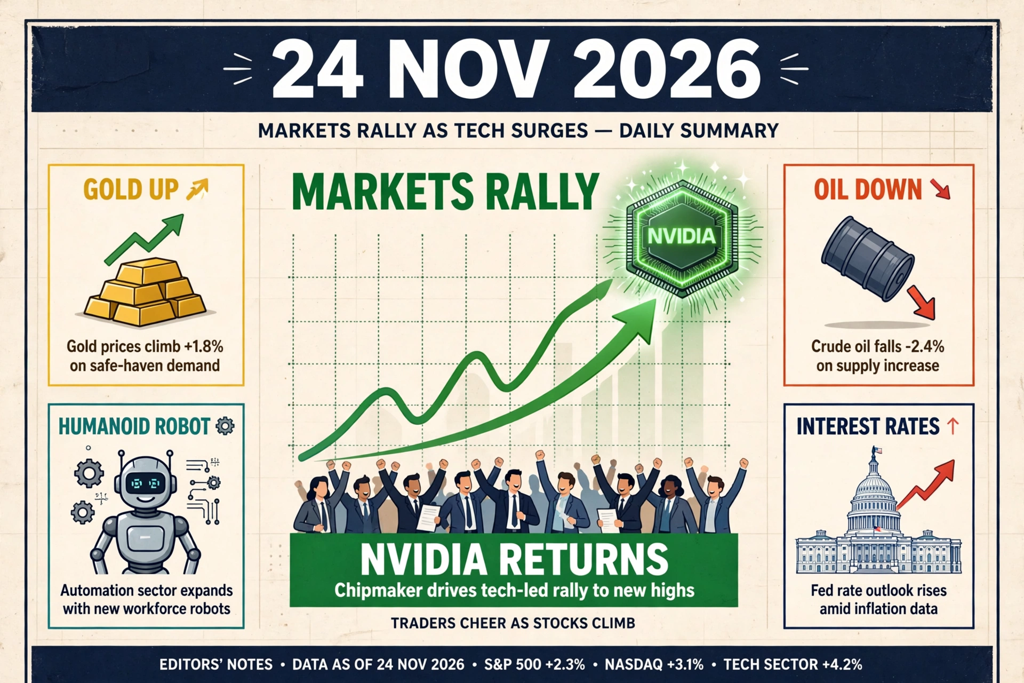 24 NOV 2026
MARKETS RALLY AS TECH SURGES — DAILY SUMMARY
GOLD UP
Gold prices climb +1.8%
on safe-haven demand
HUMANOID ROBOT
Automation sector expands
with new workforce robots
MARKETS RALLY
NVIDIA
NVIDIA RETURNS
Chipmaker drives tech-led rally to new highs
TRADERS CHEER AS STOCKS CLIMB
OIL DOWN
Crude oil falls -2.4%
on supply increase
INTEREST RATES
Fed rate outlook rises
amid inflation data
EDITORS' NOTES • DATA AS OF 24 NOV 2026 • S&P 500 +2.3% • NASDAQ +3.1% • TECH SECTOR +4.2%